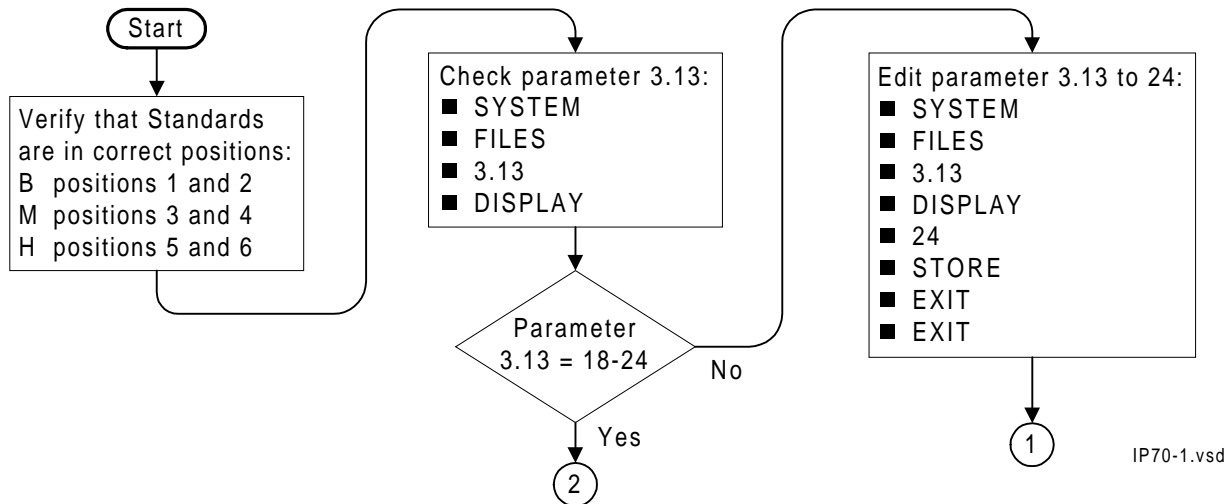 Start
Verify that Standards
are in correct positions:
B positions 1 and 2
M positions 3 and 4
H positions 5 and 6
Check parameter 3.13:
■ SYSTEM
■ FILES
■ 3.13
■ DISPLAY
Parameter
3.13 = 18-24
No
Yes
2
Edit parameter 3.13 to 24:
■ SYSTEM
■ FILES
■ 3.13
■ DISPLAY
■ 24
■ STORE
■ EXIT
■ EXIT
1
IP70-1.vsd